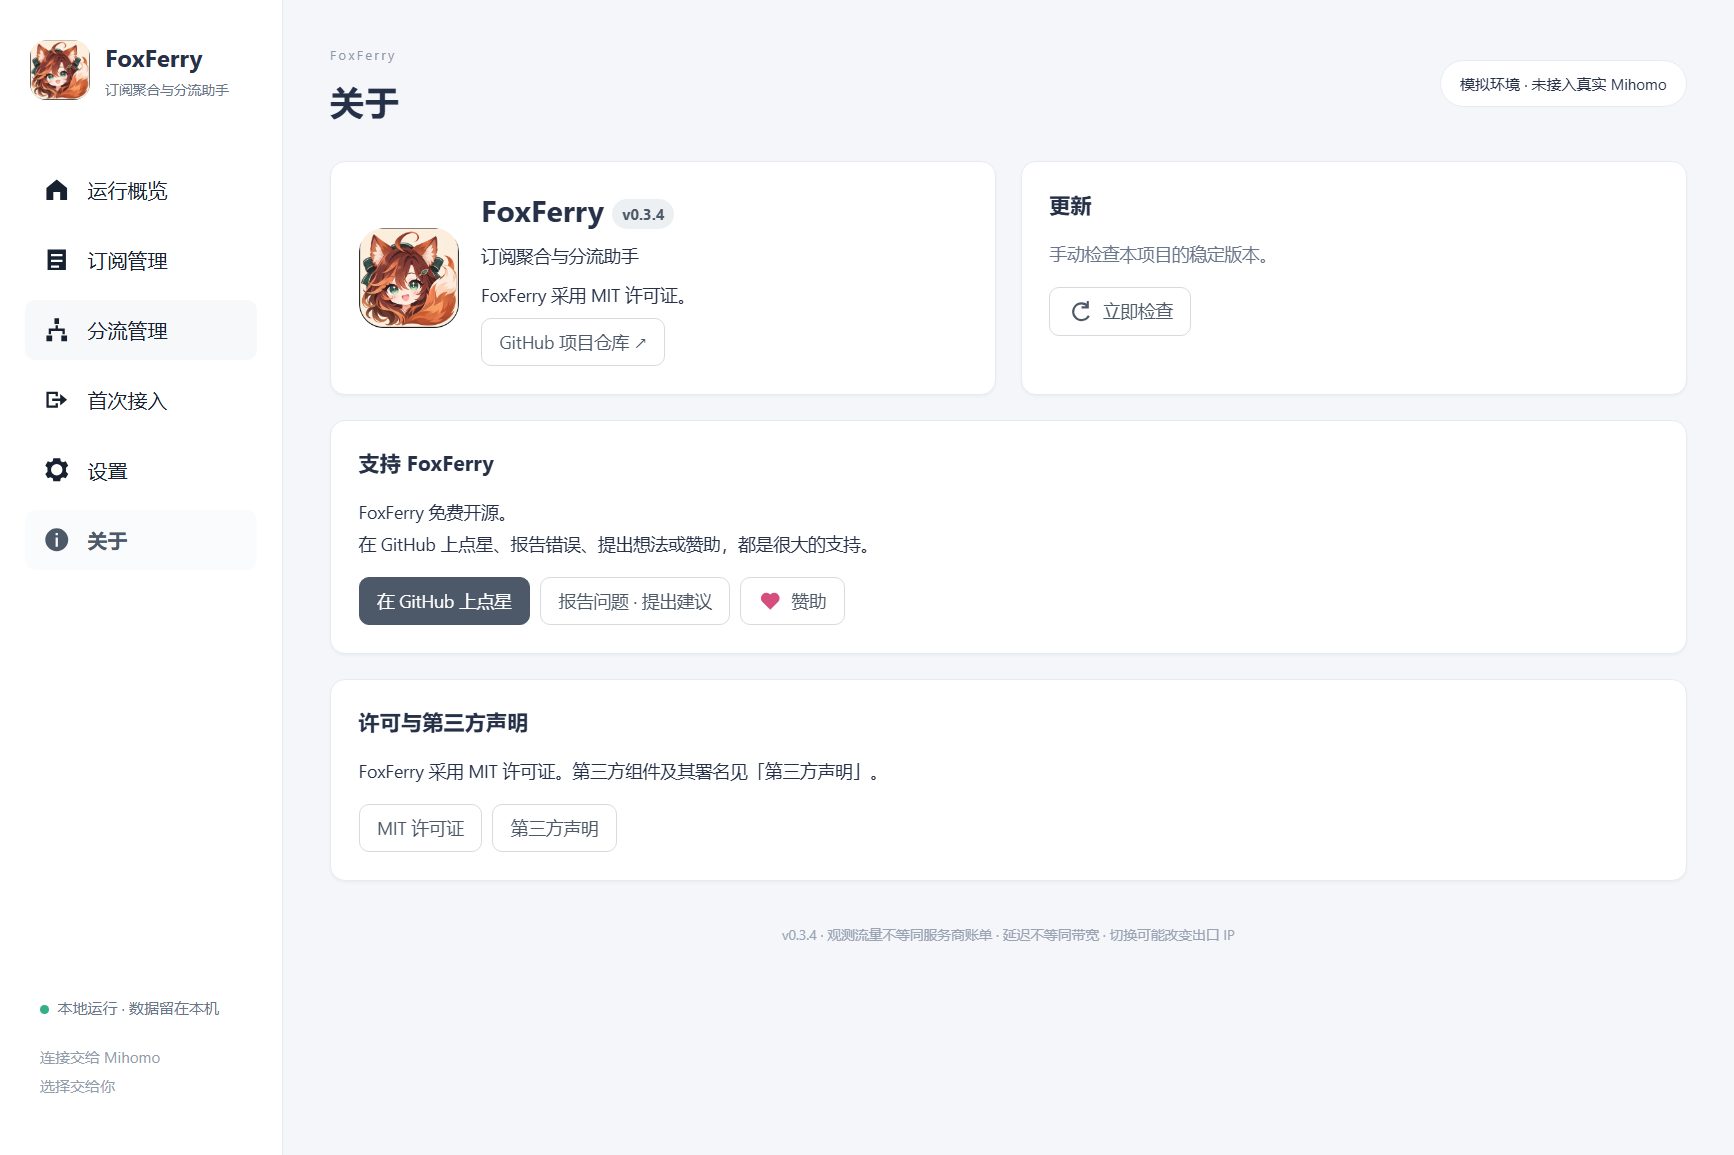 FoxFerry
订阅聚合与分流助手
运行概览
订阅管理
分流管理
首次接入
设置
关于
本地运行 · 数据留在本机
连接交给 Mihomo
选择交给你
FoxFerry
关于
模拟环境 · 未接入真实 Mihomo
FoxFerry v0.3.4
订阅聚合与分流助手
FoxFerry 采用 MIT 许可证。
GitHub 项目仓库 ↗
更新
手动检查本项目的稳定版本。
立即检查
支持 FoxFerry
FoxFerry 免费开源。
在 GitHub 上点星、报告错误、提出想法或赞助，都是很大的支持。
在 GitHub 上点星
报告问题 · 提出建议
赞助
许可与第三方声明
FoxFerry 采用 MIT 许可证。第三方组件及其署名见「第三方声明」。
MIT 许可证
第三方声明
v0.3.4 · 观测流量不等同服务商账单 · 延迟不等同带宽 · 切换可能改变出口 IP